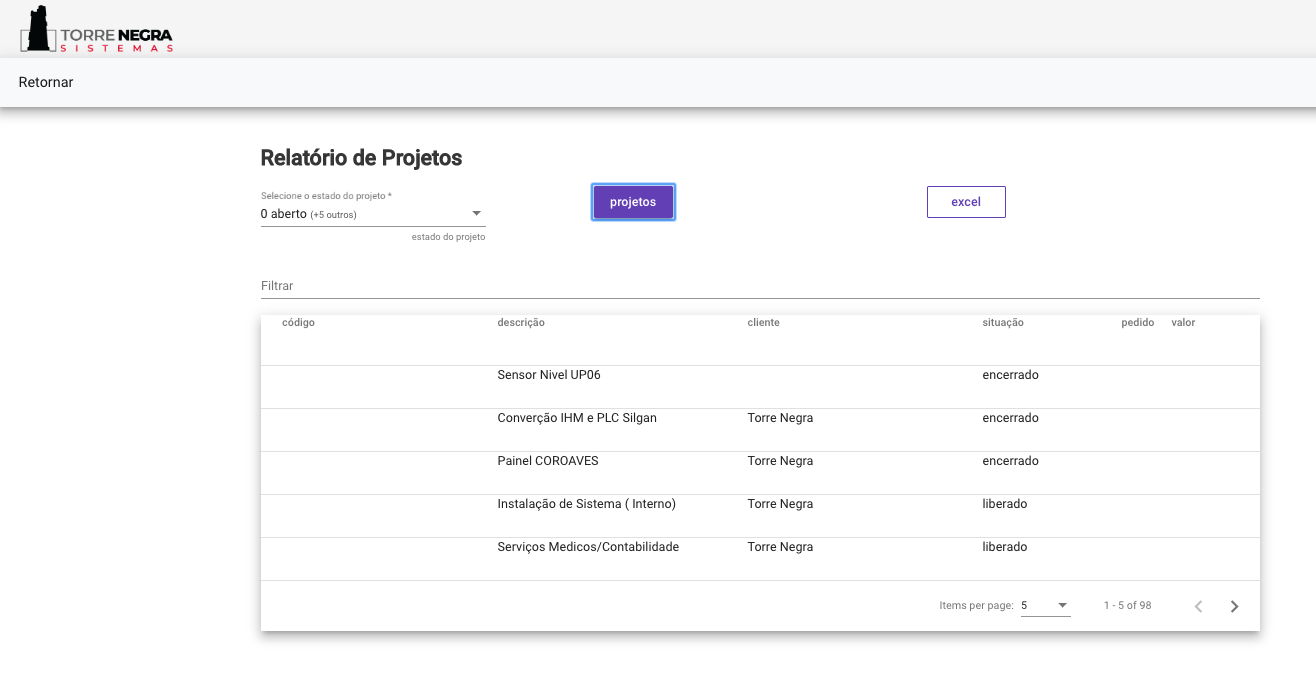 TORRE NEGRA
SISTEMAS
Retornar
Relatório de Projetos
Selecione o estado do projeto *
0 aberto (+5 outros)
estado do projeto
projetos
excel
Filtrar
código descrição cliente situação pedido valor
Sensor Nivel UP06 encerrado
Converção IHM e PLC Silgan Torre Negra encerrado
Painel COROAVES Torre Negra encerrado
Instalação de Sistema ( Interno) Torre Negra liberado
Serviços Medicos/Contabilidade Torre Negra liberado
Items per page: 5 1 - 5 of 98